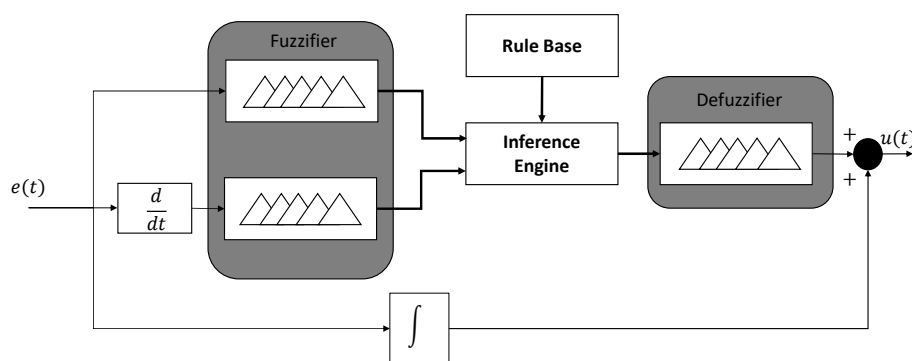 Fuzzifier
Rule Base
Defuzzifier
Inference
Engine
e(t)
d
dt
∫
+
+
u(t)